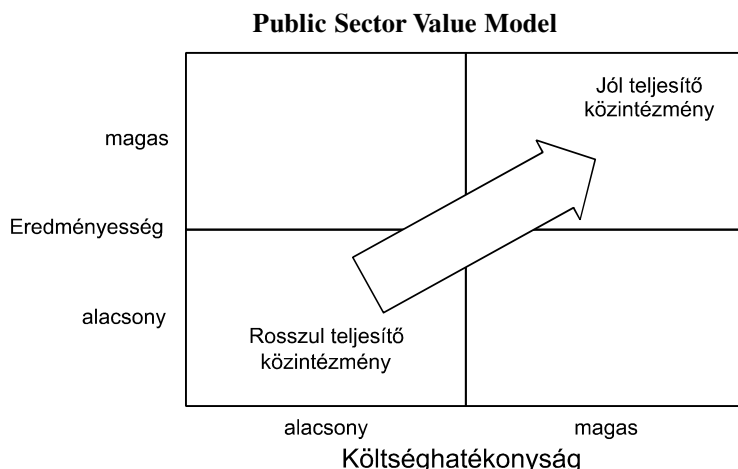 Public Sector Value Model
Jól teljesítő
közintézmény
magas
Eredményesség
alacsony
Rosszul teljesítő
közintézmény
alacsony
magas
Költséghatékonyság